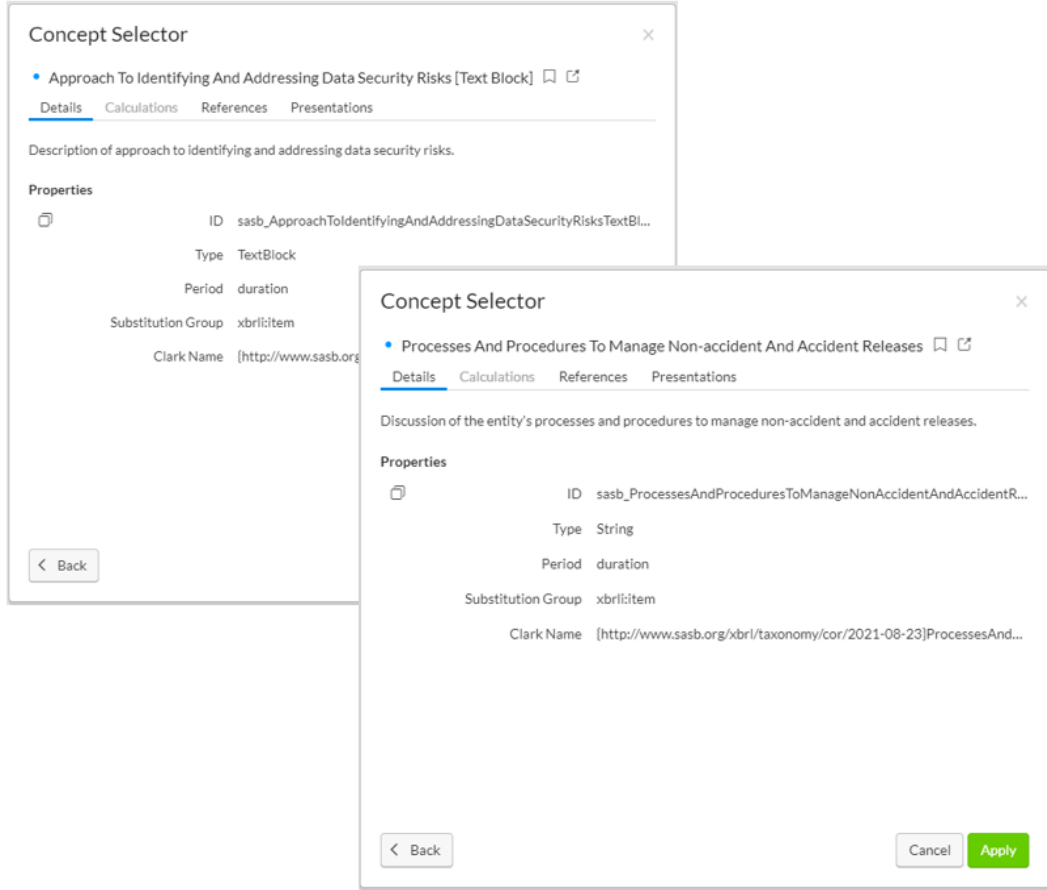 Concept Selector
Approach To Identifying And Addressing Data Security Risks [Text Block]
Details Calculations References Presentations
Description of approach to identifying and addressing data security risks.
Properties
ID sasb_ApproachToIdentifyingAndAddressingDataSecurityRisksTextBl...
Type TextBlock
Period duration
Substitution Group xbrli:item
Clark Name {http://www.sasb.org
Back
Concept Selector
Processes And Procedures To Manage Non-accident And Accident Releases
Details Calculations References Presentations
Discussion of the entity's processes and procedures to manage non-accident and accident releases.
Properties
ID sasb_ProcessesAndProceduresToManageNonAccidentAndAccidentR...
Type String
Period duration
Substitution Group xbrli:item
Clark Name {http://www.sasb.org/xbrl/taxonomy/cor/2021-08-23}ProcessesAnd...
Back Cancel Apply